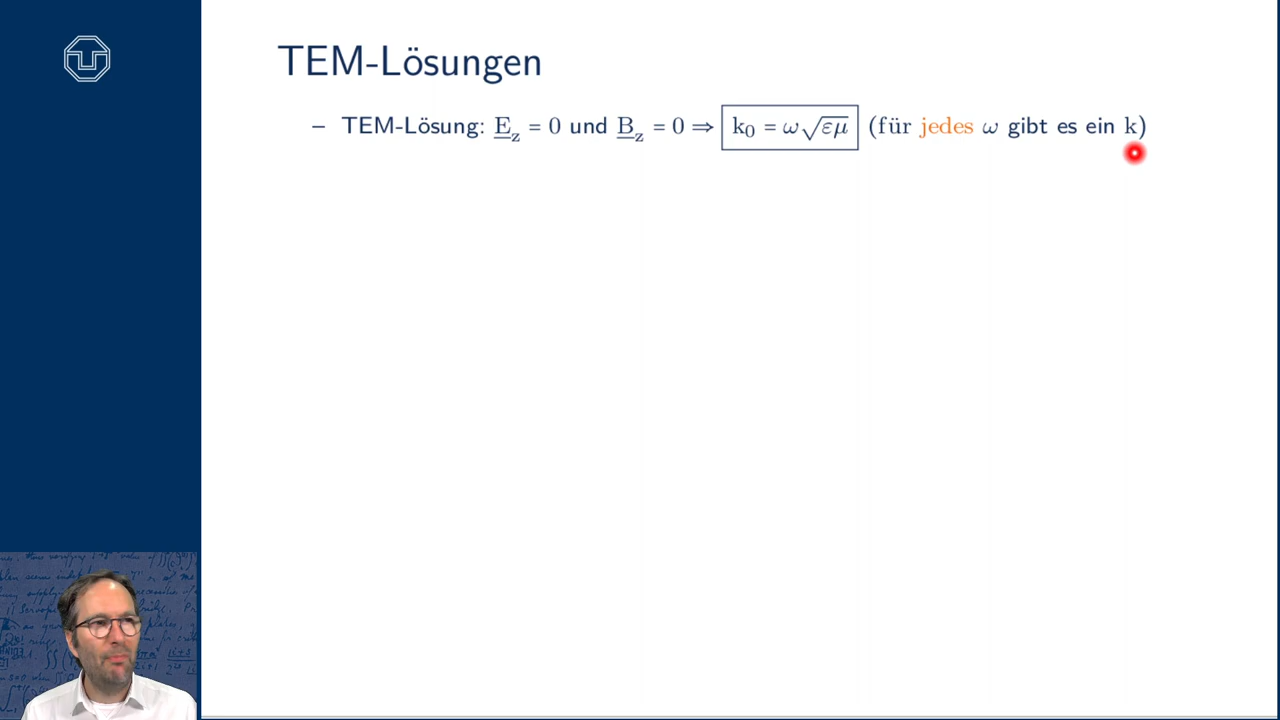 TEM-Lösungen
– TEM-Lösung: E_z = 0 und B_z = 0 ⇒ k₀ = ω√εμ (für jedes ω gibt es ein k)